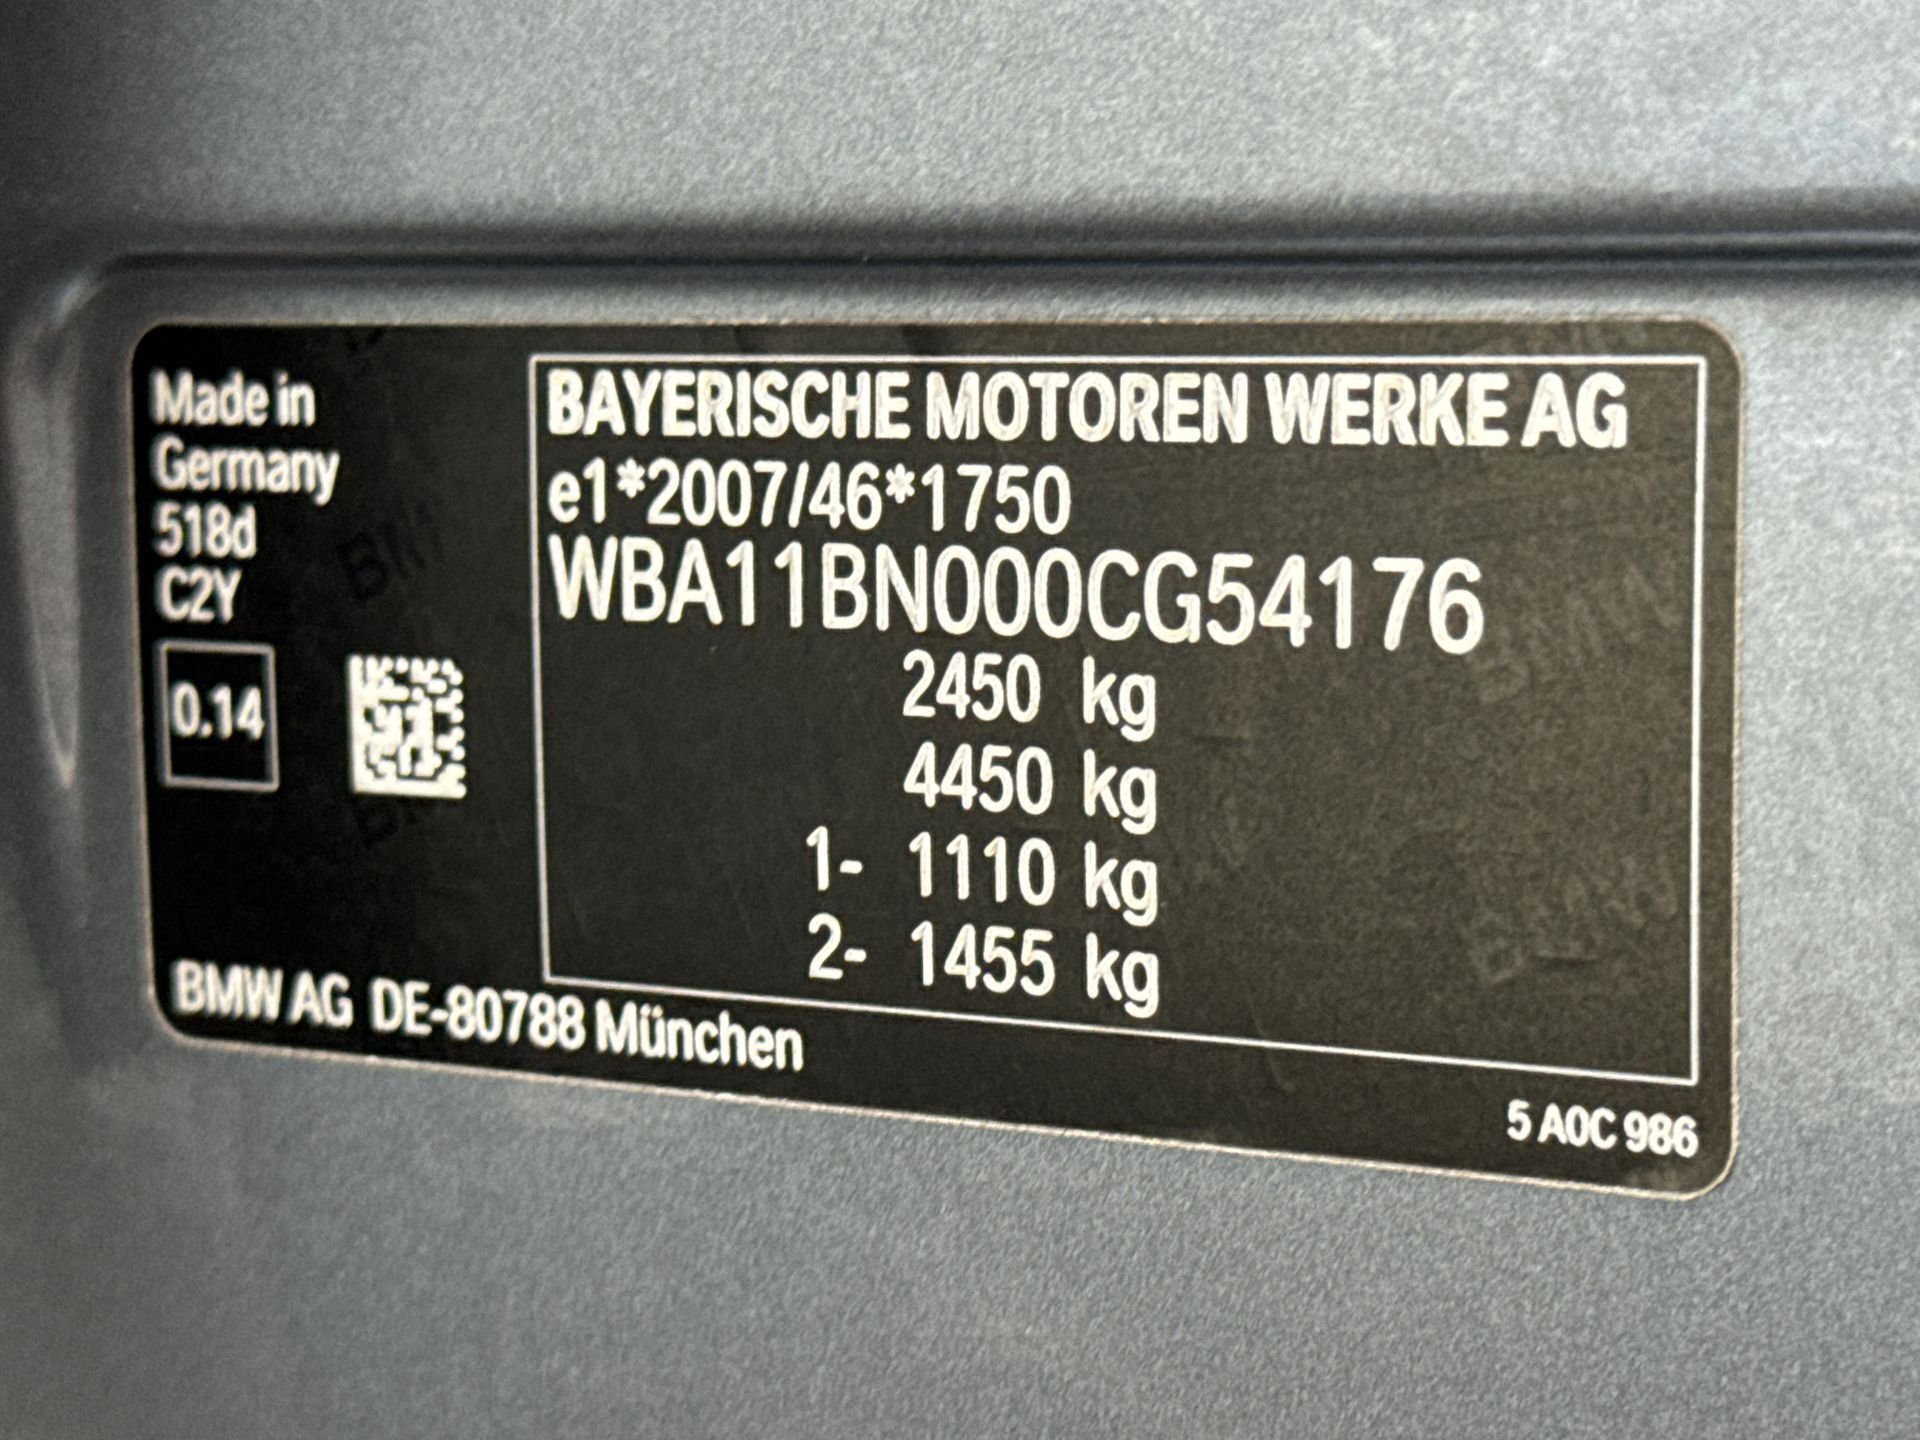 Made in
Germany
518d
C2Y
0.14
BAYERISCHE MOTOREN WERKE AG
e1*2007/46*1750
WBA11BN000CG54176
2450 kg
4450 kg
1- 1110 kg
2- 1455 kg
BMW AG DE-80788 München
5 A0C 986